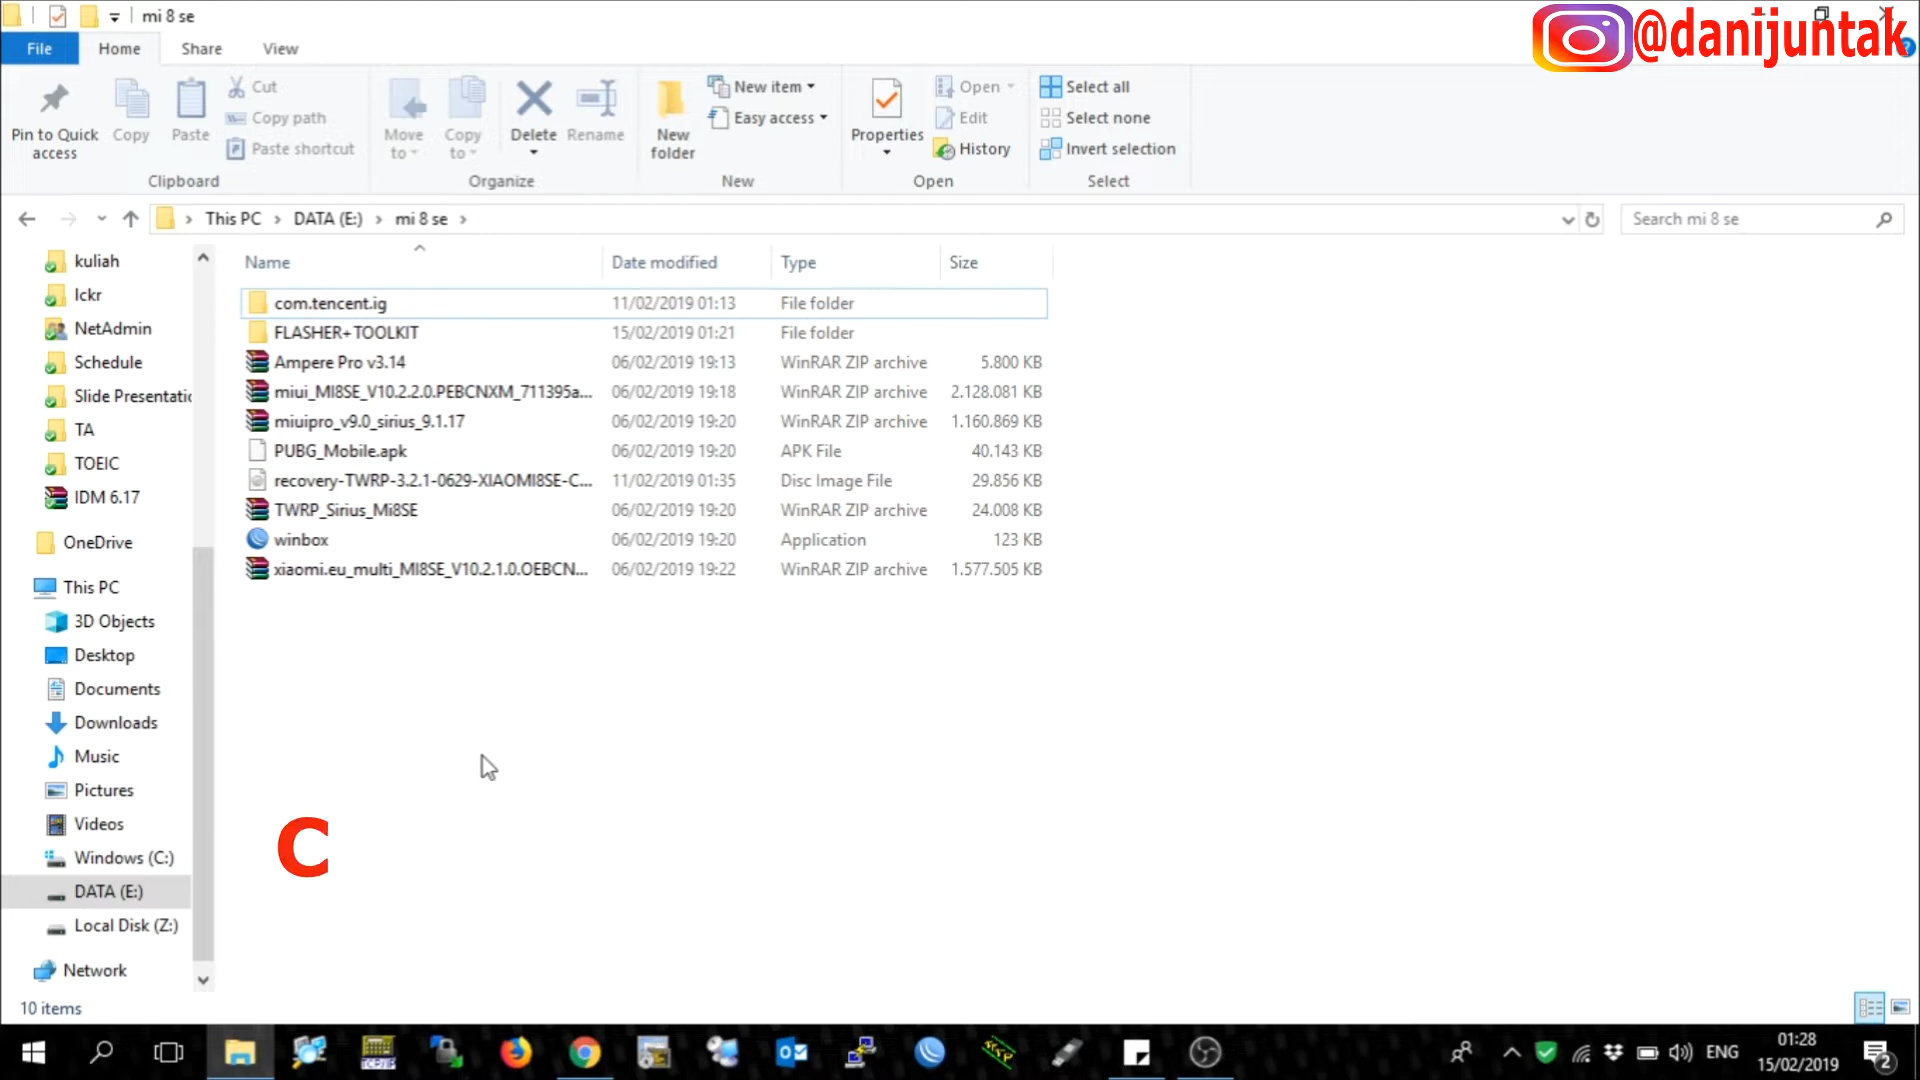 mi 8 se
@danijuntak
File
Home
Share
View
Pin to Quick access
Copy
Paste
Cut
Copy path
Paste shortcut
Clipboard
Move to
Copy to
Delete
Rename
Organize
New folder
New item
Easy access
New
Properties
Open
Edit
History
Open
Select all
Select none
Invert selection
Select
This PC
DATA (E:)
mi 8 se
Search mi 8 se
kuliah
lckr
NetAdmin
Schedule
Slide Presentatic
TA
TOEIC
IDM 6.17
OneDrive
This PC
3D Objects
Desktop
Documents
Downloads
Music
Pictures
Videos
Windows (C:)
DATA (E:)
Local Disk (Z:)
Network
Name Date modified Type Size
com.tencent.ig 11/02/2019 01:13 File folder
FLASHER+TOOLKIT 15/02/2019 01:21 File folder
Ampere Pro v3.14 06/02/2019 19:13 WinRAR ZIP archive 5.800 KB
miui_MI8SE_V10.2.2.0.PEBCNXM_711395a... 06/02/2019 19:18 WinRAR ZIP archive 2.128.081 KB
miuipro_v9.0_sirius_9.1.17 06/02/2019 19:20 WinRAR ZIP archive 1.160.869 KB
PUBG_Mobile.apk 06/02/2019 19:20 APK File 40.143 KB
recovery-TWRP-3.2.1-0629-XIAOMI8SE-C... 11/02/2019 01:35 Disc Image File 29.856 KB
TWRP_Sirius_Mi8SE 06/02/2019 19:20 WinRAR ZIP archive 24.008 KB
winbox 06/02/2019 19:20 Application 123 KB
xiaomi.eu_multi_MI8SE_V10.2.1.0.OEBCN... 06/02/2019 19:22 WinRAR ZIP archive 1.577.505 KB
C
10 items
ENG
01:28
15/02/2019
2